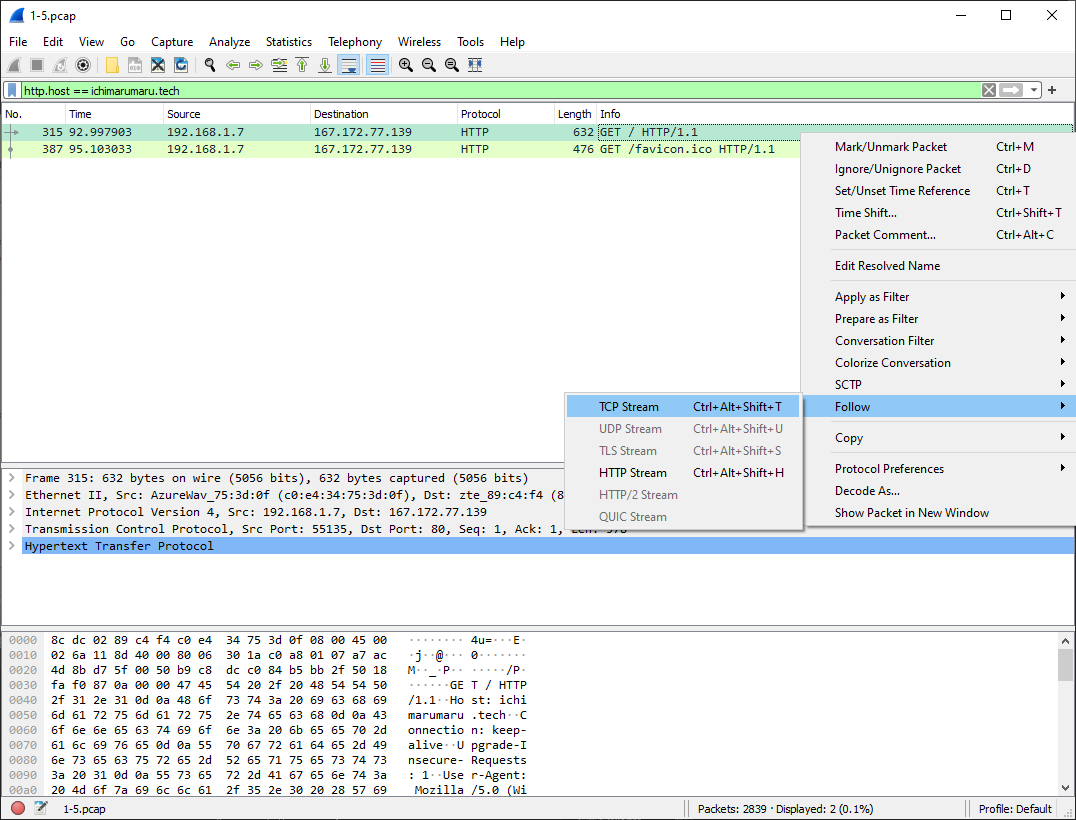 1-5.pcap
File Edit View Go Capture Analyze Statistics Telephony Wireless Tools Help
http.host == ichimarumaru.tech
No. Time Source Destination Protocol Length Info
315 92.997903 192.168.1.7 167.172.77.139 HTTP 632 GET / HTTP/1.1
387 95.103033 192.168.1.7 167.172.77.139 HTTP 476 GET /favicon.ico HTTP/1.1
Mark/Unmark Packet Ctrl+M
Ignore/Unignore Packet Ctrl+D
Set/Unset Time Reference Ctrl+T
Time Shift... Ctrl+Shift+T
Packet Comment... Ctrl+Alt+C
Edit Resolved Name
Apply as Filter
Prepare as Filter
Conversation Filter
Colorize Conversation
SCTP
Follow
Copy
Protocol Preferences
Decode As...
Show Packet in New Window
TCP Stream Ctrl+Alt+Shift+T
UDP Stream Ctrl+Alt+Shift+U
TLS Stream Ctrl+Alt+Shift+S
HTTP Stream Ctrl+Alt+Shift+H
HTTP/2 Stream
QUIC Stream
Frame 315: 632 bytes on wire (5056 bits), 632 bytes captured (5056 bits)
Ethernet II, Src: AzureWav_75:3d:0f (c0:e4:34:75:3d:0f), Dst: zte_89:c4:f4 (8
Internet Protocol Version 4, Src: 192.168.1.7, Dst: 167.172.77.139
Transmission Control Protocol, Src Port: 55135, Dst Port: 80, Seq: 1, Ack: 1,
Hypertext Transfer Protocol
0000 8c dc 02 89 c4 f4 c0 e4 34 75 3d 0f 08 00 45 00 ········ 4u=···E·
0010 02 6a 11 8d 40 00 80 06 30 1a c0 a8 01 07 a7 ac ·j··@··· 0·······
0020 4d 8b d7 5f 00 50 b9 c8 dc c0 84 b5 bb 2f 50 18 M··_·P·· ·····/P·
0030 fa f0 87 0a 00 00 47 45 54 20 2f 20 48 54 54 50 ······GE T / HTTP
0040 2f 31 2e 31 0d 0a 48 6f 73 74 3a 20 69 63 68 69 /1.1··Ho st: ichi
0050 6d 61 72 75 6d 61 72 75 2e 74 65 63 68 0d 0a 43 marumaru .tech··C
0060 6f 6e 6e 65 63 74 69 6f 6e 3a 20 6b 65 65 70 2d onnectio n: keep-
0070 61 6c 69 76 65 0d 0a 55 70 67 72 61 64 65 2d 49 alive··U pgrade-I
0080 6e 73 65 63 75 72 65 2d 52 65 71 75 65 73 74 73 nsecure- Requests
0090 3a 20 31 0d 0a 55 73 65 72 2d 41 67 65 6e 74 3a : 1··Use r-Agent:
00a0 20 4d 6f 7a 69 6c 6c 61 2f 35 2e 30 20 28 57 69 Mozilla /5.0 (Wi
1-5.pcap Packets: 2839 · Displayed: 2 (0.1%) Profile: Default